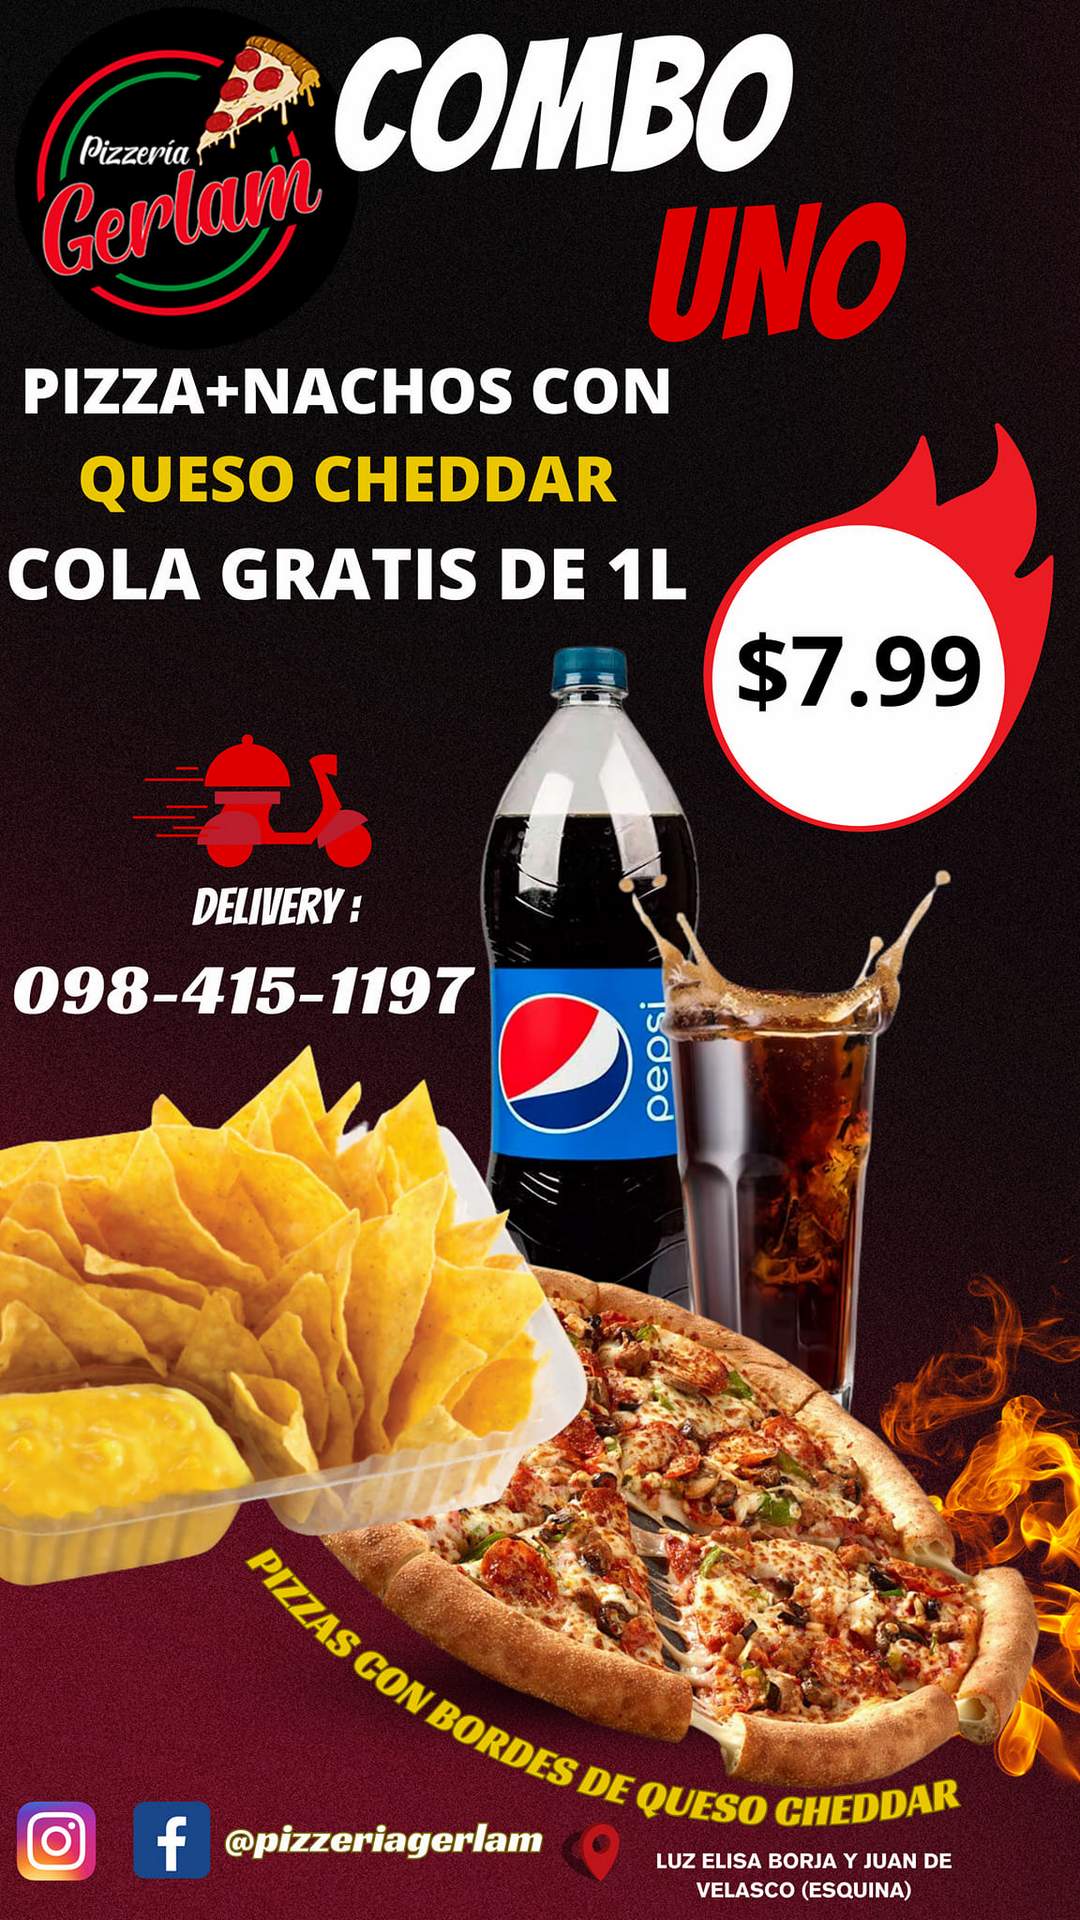 Pizzería
Gerlam
COMBO
UNO
PIZZA+NACHOS CON
QUESO CHEDDAR
COLA GRATIS DE 1L
$7.99
DELIVERY :
098-415-1197
pepsi
PIZZAS CON BORDES DE QUESO CHEDDAR
@pizzeriagerlam
LUZ ELISA BORJA Y JUAN DE
VELASCO (ESQUINA)